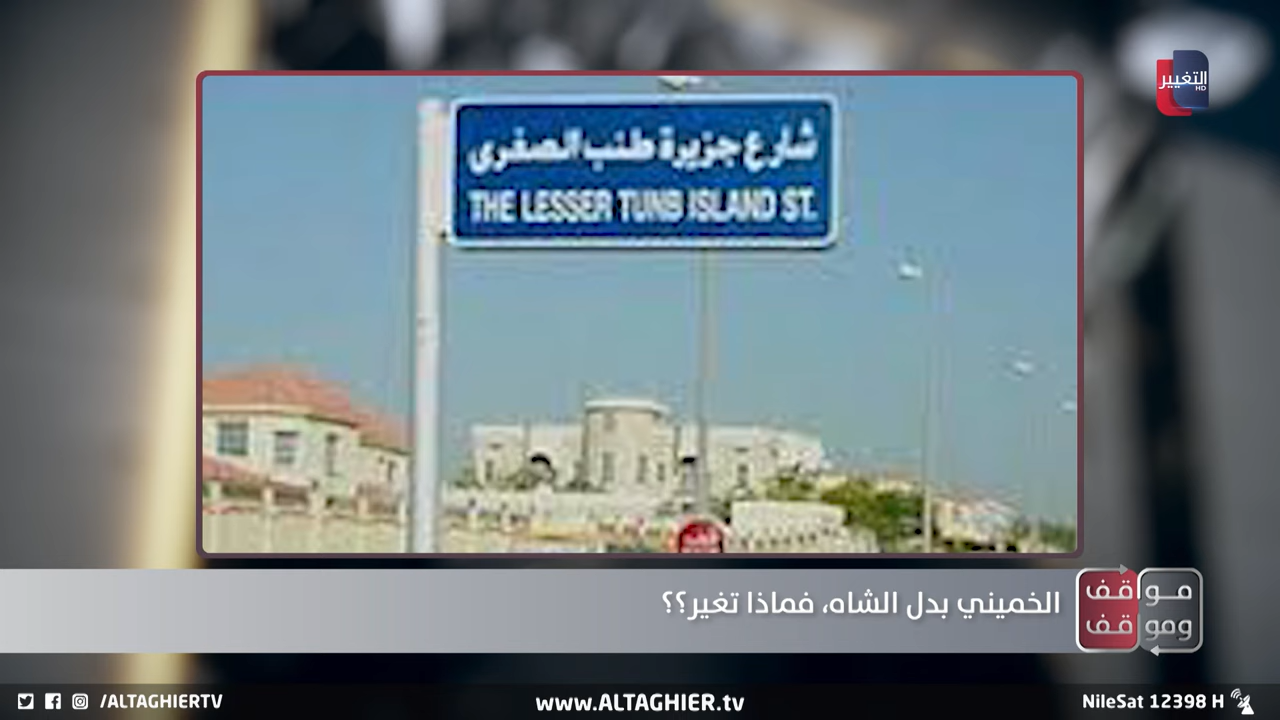 التغيير
HD
شارع جزيرة طنب الصغرى
THE LESSER TUNB ISLAND ST.
قف
الخميني بدل الشاه، فماذا تغير؟؟
مواقف
ومواقف
/ALTAGHIERTV
www.ALTAGHIER.tv
NileSat 12398 H